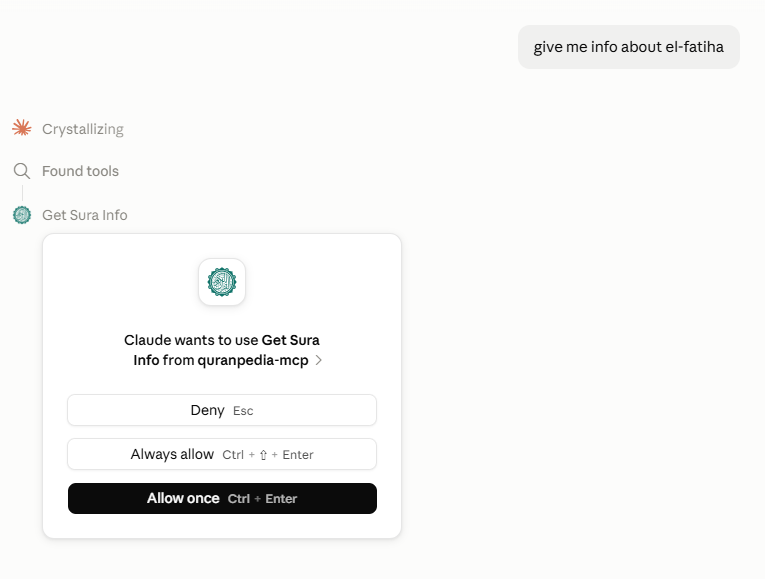 give me info about el-fatiha
Crystallizing
Found tools
Get Sura Info
Claude wants to use Get Sura
Info from quranpedia-mcp
Deny Esc
Always allow Ctrl + ⇧ + Enter
Allow once Ctrl + Enter